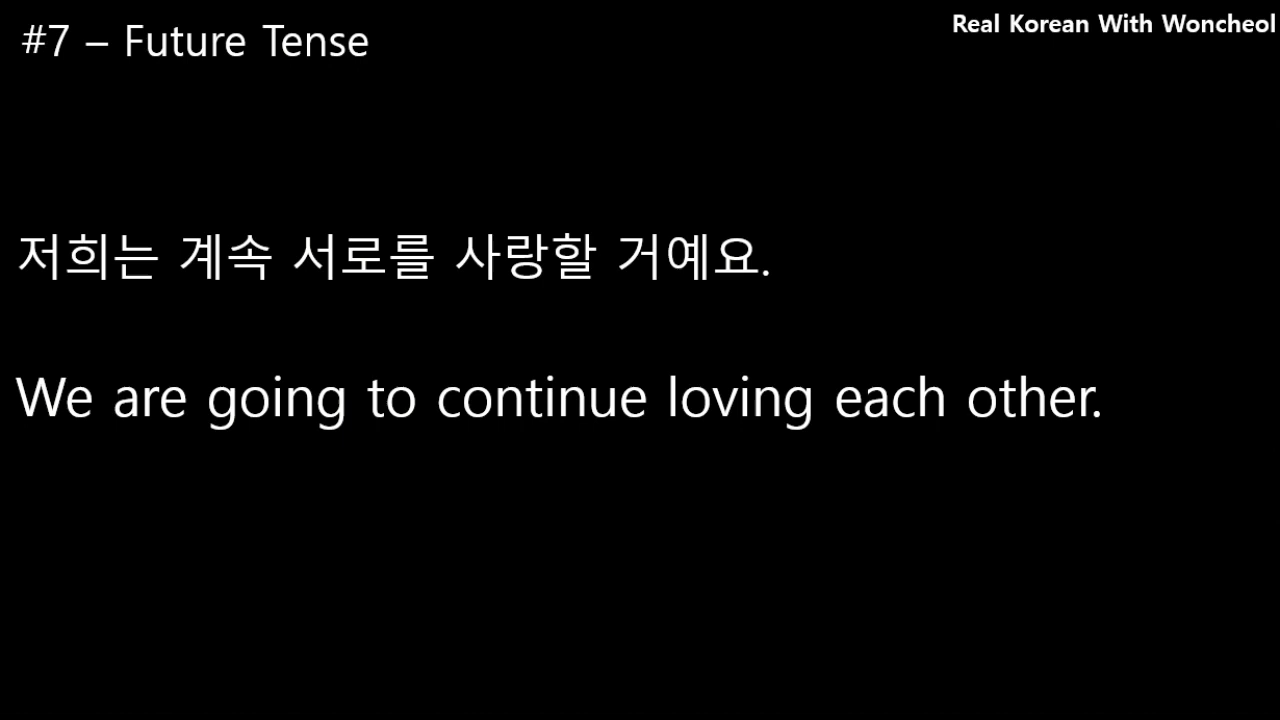 #7 – Future Tense
Real Korean With Woncheol
저희는 계속 서로를 사랑할 거예요.
We are going to continue loving each other.